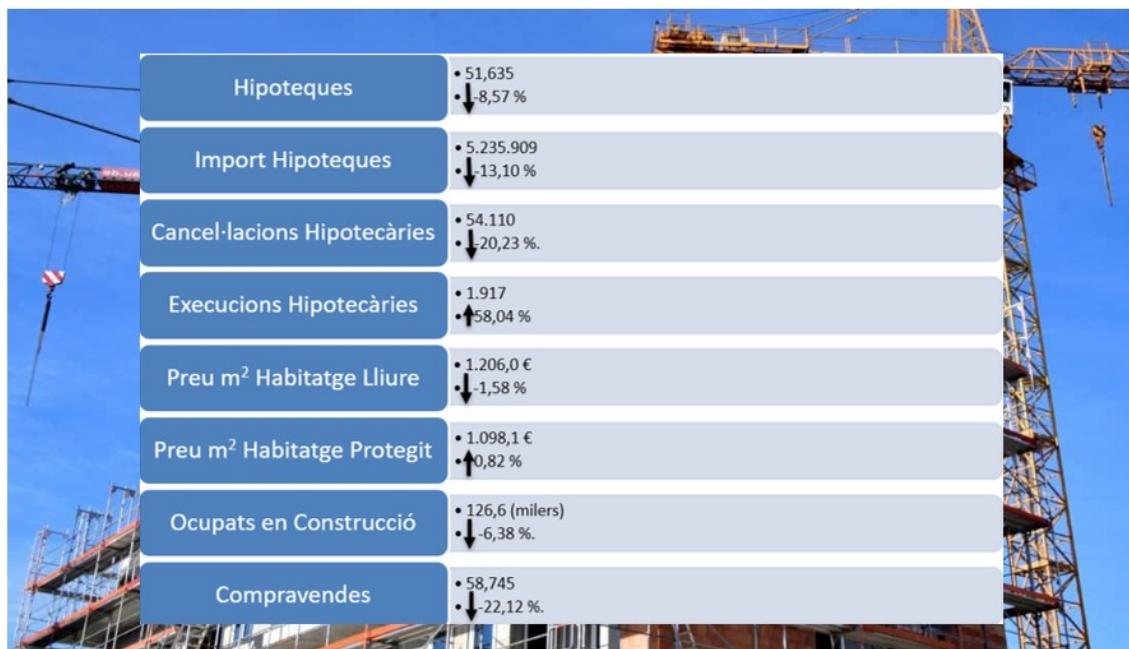 Hipoteques
• 51,635
• -8,57 %
Import Hipoteques
• 5.235.909
• -13,10 %
Cancel·lacions Hipotecàries
• 54.110
• -20,23 %.
Execucions Hipotecàries
• 1.917
• 58,04 %
Preu m² Habitatge Lliure
• 1.206,0 €
• -1,58 %
Preu m² Habitatge Protegit
• 1.098,1 €
• 0,82 %
Ocupats en Construcció
• 126,6 (milers)
• -6,38 %.
Compravendes
• 58,745
• -22,12 %.